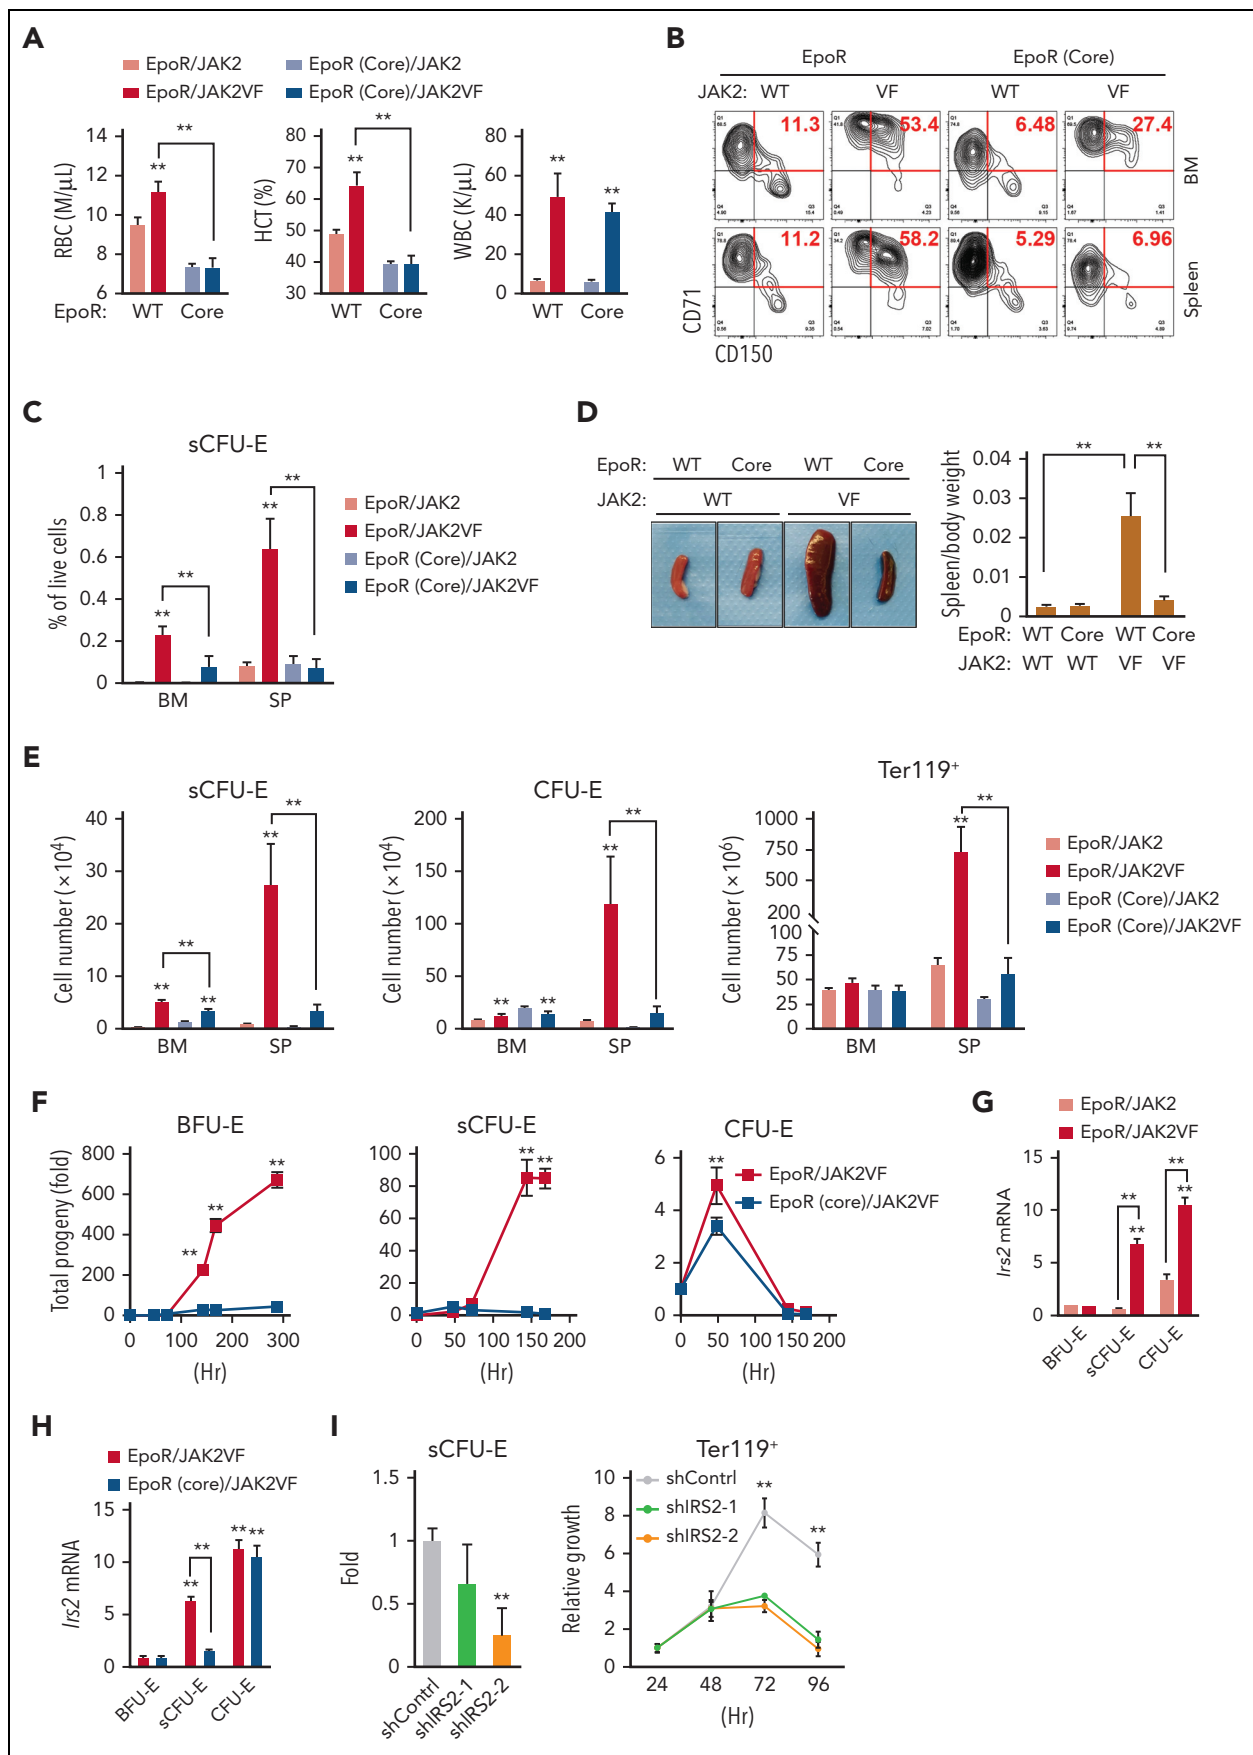 A
EpoR/JAK2
EpoR/JAK2VF
EpoR (Core)/JAK2
EpoR (Core)/JAK2VF
RBC (M/μL)
14
12
10
8
6
**
**
HCT (%)
80
70
60
50
40
30
**
**
WBC (K/μL)
80
60
40
20
0
**
**
EpoR: WT Core WT Core WT Core
B
EpoR EpoR (Core)
JAK2: WT VF WT VF
11.3 53.4 6.48 27.4
BM
11.2 58.2 5.29 6.96
Spleen
CD71
CD150
C
sCFU-E
% of live cells
1
0.8
0.6
0.4
0.2
0
**
**
**
**
BM SP
EpoR/JAK2
EpoR/JAK2VF
EpoR (Core)/JAK2
EpoR (Core)/JAK2VF
D
EpoR: WT Core WT Core
JAK2: WT VF
Spleen/body weight
0.04
0.03
0.02
0.01
0
** **
EpoR: WT Core WT Core
JAK2: WT WT VF VF
E
sCFU-E
Cell number (× 10⁴)
40
30
20
10
0
**
**
**
**
**
BM SP
CFU-E
Cell number (× 10⁴)
200
150
100
50
0
**
**
**
**
BM SP
Ter119⁺
Cell number (× 10⁶)
1000
750
500
200
100
75
50
25
0
**
**
BM SP
EpoR/JAK2
EpoR/JAK2VF
EpoR (Core)/JAK2
EpoR (Core)/JAK2VF
F
BFU-E
Total progeny (fold)
800
600
400
200
0
**
**
**
0 100 200 300
(Hr)
sCFU-E
100
80
60
40
20
0
**
**
0 50 100 150 200
(Hr)
CFU-E
6
4
2
0
**
0 50 100 150 200
(Hr)
EpoR/JAK2VF
EpoR (core)/JAK2VF
G
EpoR/JAK2
EpoR/JAK2VF
Irs2 mRNA
15
10
5
0
**
**
**
**
BFU-E
sCFU-E
CFU-E
H
EpoR/JAK2VF
EpoR (core)/JAK2VF
Irs2 mRNA
15
10
5
0
**
**
** **
BFU-E
sCFU-E
CFU-E
I
sCFU-E
Fold
1.5
1
0.5
0
**
shContrl
shIRS2-1
shIRS2-2
Ter119⁺
shContrl
shIRS2-1
shIRS2-2
Relative growth
10
8
6
4
2
0
**
**
24 48 72 96
(Hr)